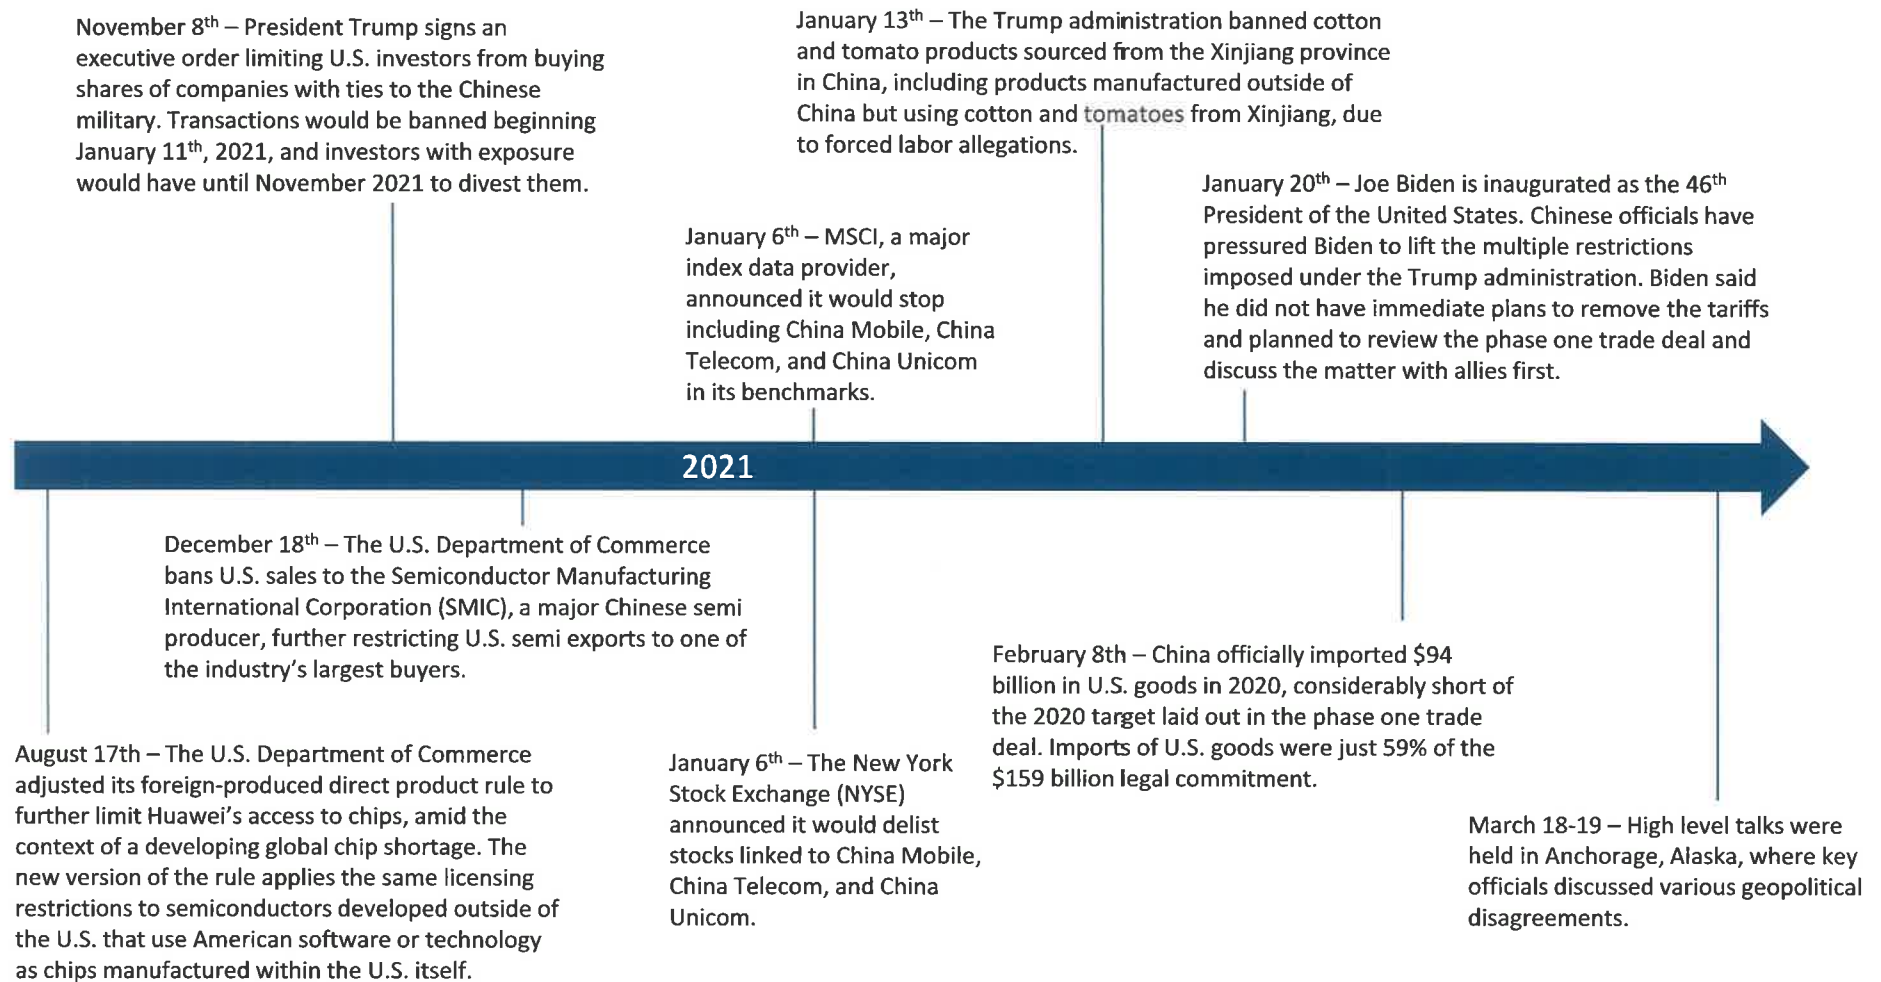 November 8th – President Trump signs an
executive order limiting U.S. investors from buying
shares of companies with ties to the Chinese
military. Transactions would be banned beginning
January 11th, 2021, and investors with exposure
would have until November 2021 to divest them.
January 13th – The Trump administration banned cotton
and tomato products sourced from the Xinjiang province
in China, including products manufactured outside of
China but using cotton and tomatoes from Xinjiang, due
to forced labor allegations.
January 6th – MSCI, a major
index data provider,
announced it would stop
including China Mobile, China
Telecom, and China Unicom
in its benchmarks.
January 20th – Joe Biden is inaugurated as the 46th
President of the United States. Chinese officials have
pressured Biden to lift the multiple restrictions
imposed under the Trump administration. Biden said
he did not have immediate plans to remove the tariffs
and planned to review the phase one trade deal and
discuss the matter with allies first.
2021
December 18th – The U.S. Department of Commerce
bans U.S. sales to the Semiconductor Manufacturing
International Corporation (SMIC), a major Chinese semi
producer, further restricting U.S. semi exports to one of
the industry's largest buyers.
August 17th – The U.S. Department of Commerce
adjusted its foreign-produced direct product rule to
further limit Huawei's access to chips, amid the
context of a developing global chip shortage. The
new version of the rule applies the same licensing
restrictions to semiconductors developed outside of
the U.S. that use American software or technology
as chips manufactured within the U.S. itself.
January 6th – The New York
Stock Exchange (NYSE)
announced it would delist
stocks linked to China Mobile,
China Telecom, and China
Unicom.
February 8th – China officially imported $94
billion in U.S. goods in 2020, considerably short of
the 2020 target laid out in the phase one trade
deal. Imports of U.S. goods were just 59% of the
$159 billion legal commitment.
March 18-19 – High level talks were
held in Anchorage, Alaska, where key
officials discussed various geopolitical
disagreements.